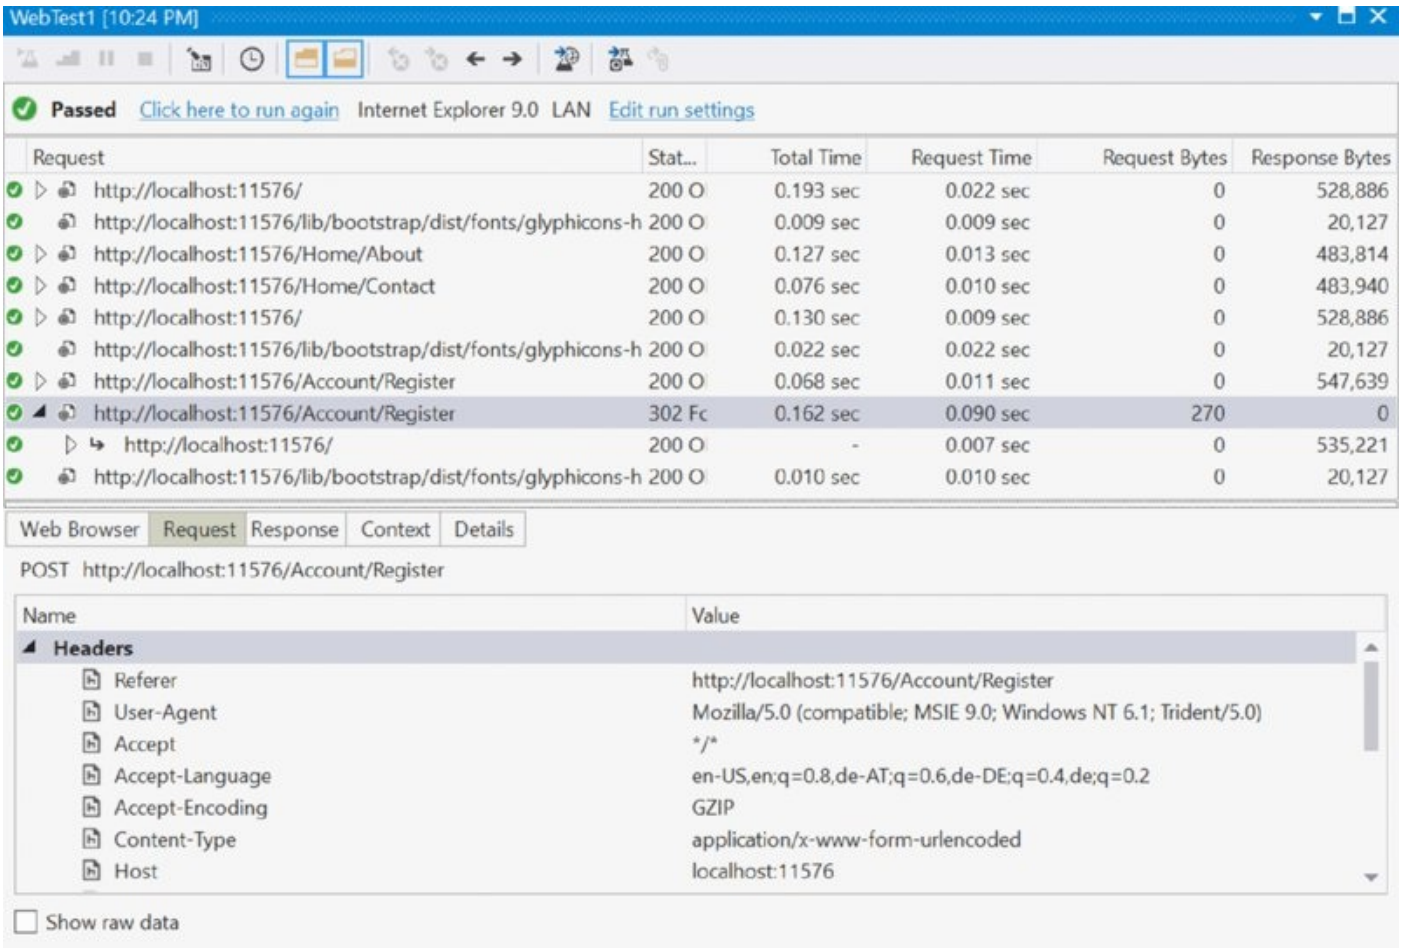 WebTest1 [10:24 PM]
Passed Click here to run again Internet Explorer 9.0 LAN Edit run settings
Request Stat... Total Time Request Time Request Bytes Response Bytes
http://localhost:11576/ 200 O 0.193 sec 0.022 sec 0 528,886
http://localhost:11576/lib/bootstrap/dist/fonts/glyphicons-h 200 O 0.009 sec 0.009 sec 0 20,127
http://localhost:11576/Home/About 200 O 0.127 sec 0.013 sec 0 483,814
http://localhost:11576/Home/Contact 200 O 0.076 sec 0.010 sec 0 483,940
http://localhost:11576/ 200 O 0.130 sec 0.009 sec 0 528,886
http://localhost:11576/lib/bootstrap/dist/fonts/glyphicons-h 200 O 0.022 sec 0.022 sec 0 20,127
http://localhost:11576/Account/Register 200 O 0.068 sec 0.011 sec 0 547,639
http://localhost:11576/Account/Register 302 Fc 0.162 sec 0.090 sec 270 0
http://localhost:11576/ 200 O - 0.007 sec 0 535,221
http://localhost:11576/lib/bootstrap/dist/fonts/glyphicons-h 200 O 0.010 sec 0.010 sec 0 20,127
Web Browser Request Response Context Details
POST http://localhost:11576/Account/Register
Name Value
Headers
Referer http://localhost:11576/Account/Register
User-Agent Mozilla/5.0 (compatible; MSIE 9.0; Windows NT 6.1; Trident/5.0)
Accept */*
Accept-Language en-US,en;q=0.8,de-AT;q=0.6,de-DE;q=0.4,de;q=0.2
Accept-Encoding GZIP
Content-Type application/x-www-form-urlencoded
Host localhost:11576
Show raw data